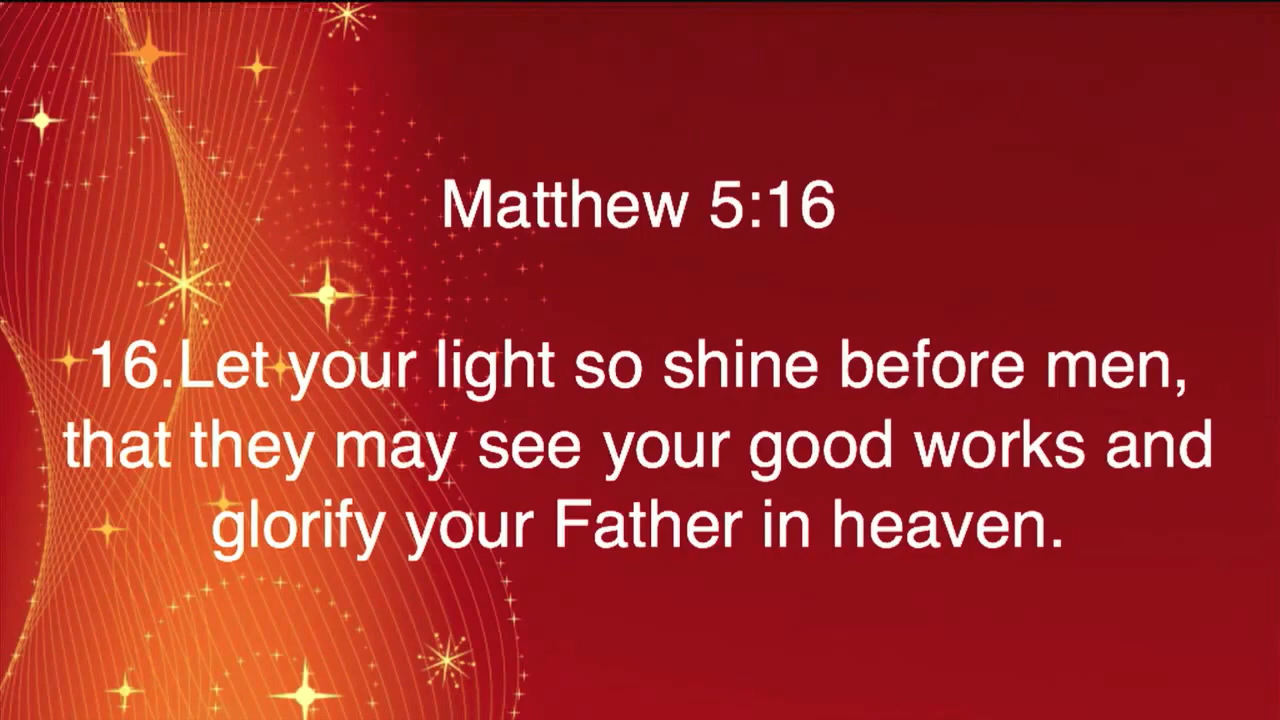 Matthew 5:16
16.Let your light so shine before men,
that they may see your good works and
glorify your Father in heaven.